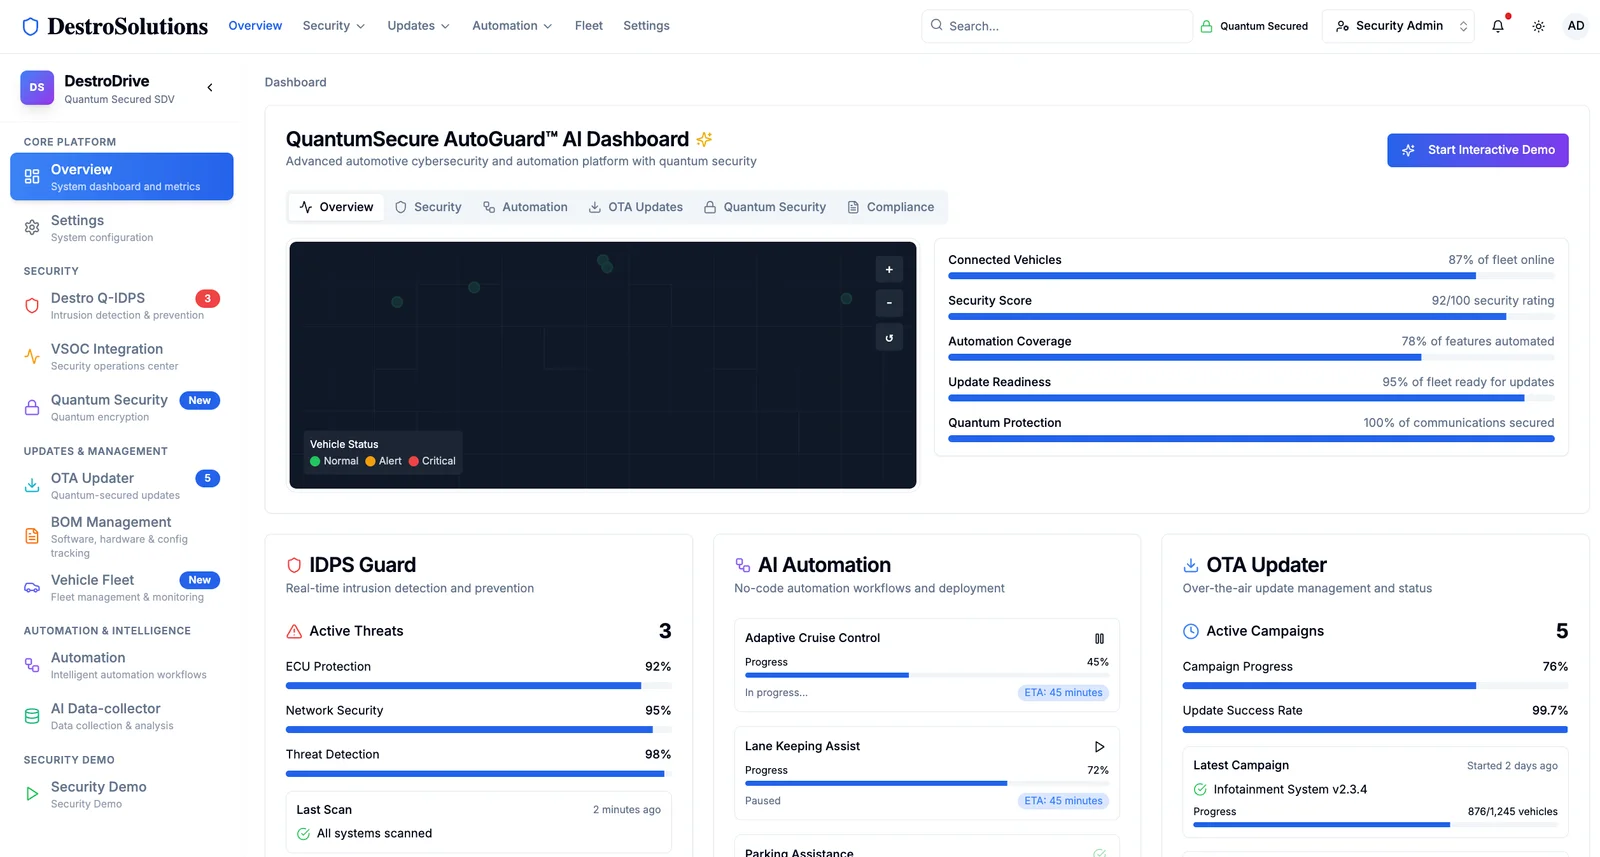 DestroSolutions
Overview
Security
Updates
Automation
Fleet
Settings
Search...
Quantum Secured
Security Admin
AD
DS
DestroDrive
Quantum Secured SDV
CORE PLATFORM
Overview
System dashboard and metrics
Settings
System configuration
SECURITY
Destro Q-IDPS
3
Intrusion detection & prevention
VSOC Integration
Security operations center
Quantum Security
New
Quantum encryption
UPDATES & MANAGEMENT
OTA Updater
5
Quantum-secured updates
BOM Management
Software, hardware & config
tracking
Vehicle Fleet
New
Fleet management & monitoring
AUTOMATION & INTELLIGENCE
Automation
Intelligent automation workflows
AI Data-collector
Data collection & analysis
SECURITY DEMO
Security Demo
Security Demo
Dashboard
QuantumSecure AutoGuard™ AI Dashboard
Advanced automotive cybersecurity and automation platform with quantum security
Start Interactive Demo
Overview
Security
Automation
OTA Updates
Quantum Security
Compliance
+
-
↺
Vehicle Status
Normal
Alert
Critical
Connected Vehicles
87% of fleet online
Security Score
92/100 security rating
Automation Coverage
78% of features automated
Update Readiness
95% of fleet ready for updates
Quantum Protection
100% of communications secured
IDPS Guard
Real-time intrusion detection and prevention
Active Threats
3
ECU Protection
92%
Network Security
95%
Threat Detection
98%
Last Scan
2 minutes ago
All systems scanned
AI Automation
No-code automation workflows and deployment
Adaptive Cruise Control
Progress
45%
In progress...
ETA: 45 minutes
Lane Keeping Assist
Progress
72%
Paused
ETA: 45 minutes
Parking Assistance
OTA Updater
Over-the-air update management and status
Active Campaigns
5
Campaign Progress
76%
Update Success Rate
99.7%
Latest Campaign
Started 2 days ago
Infotainment System v2.3.4
Progress
876/1,245 vehicles